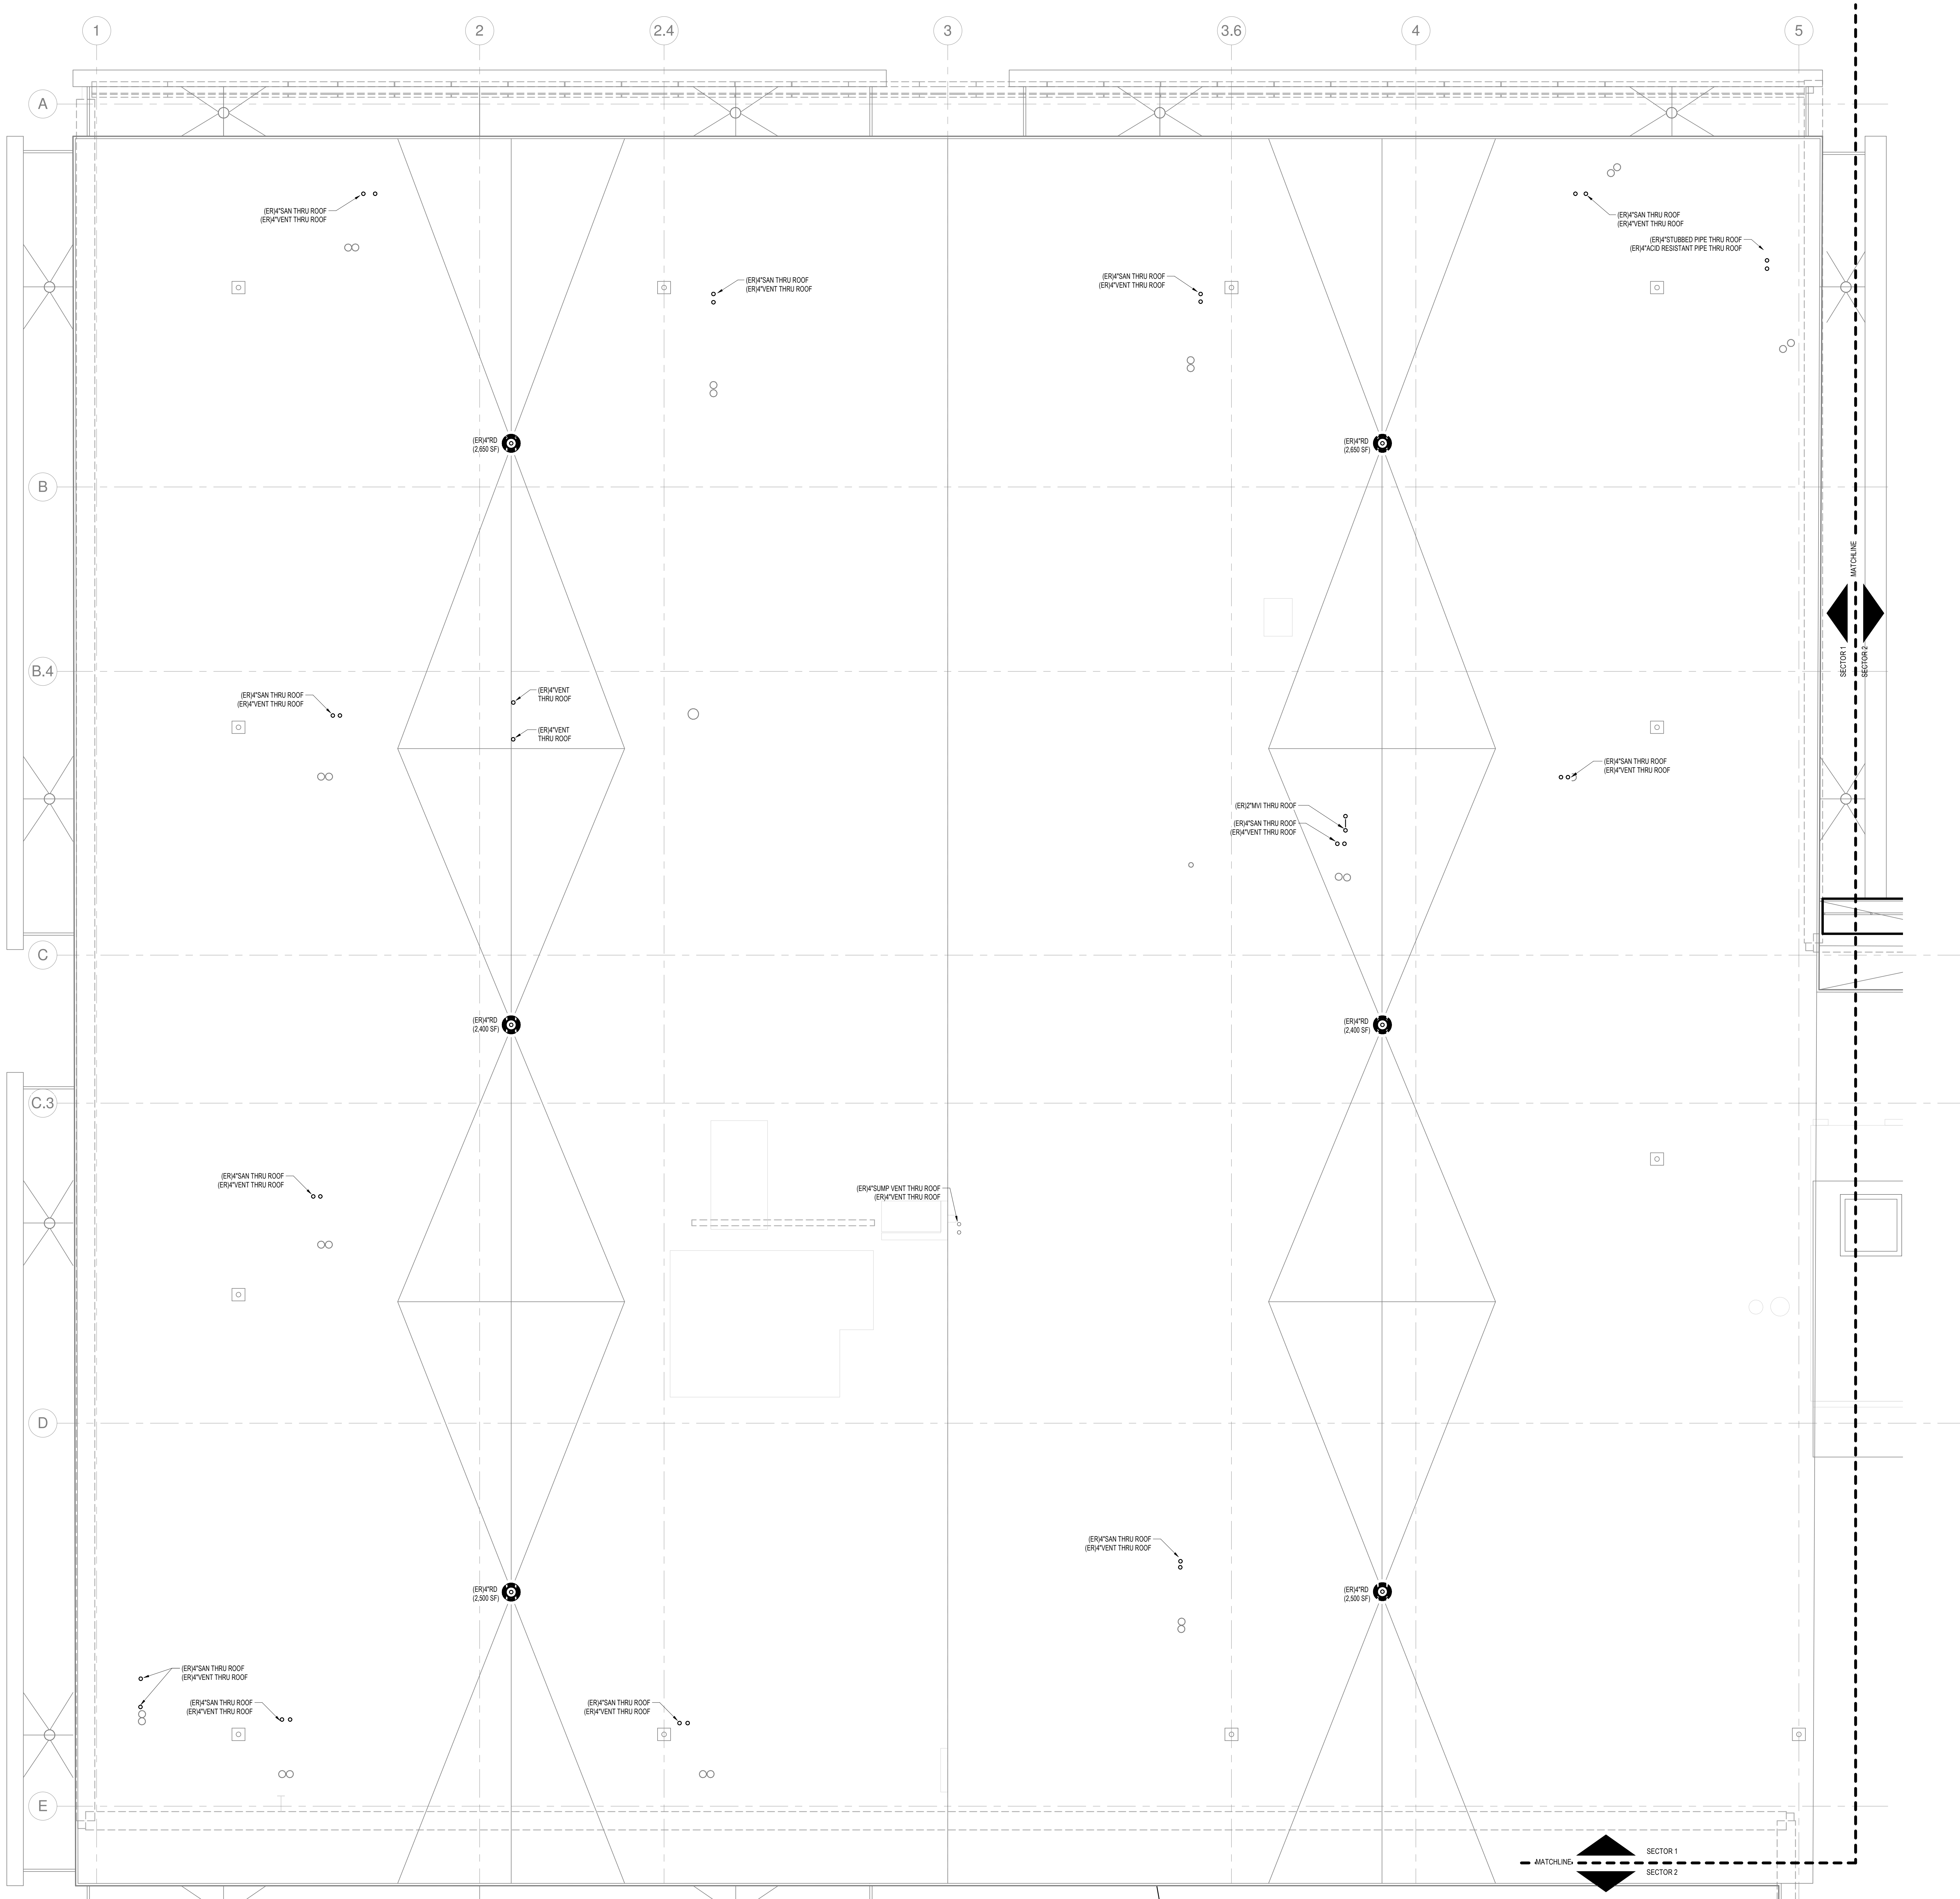 1
2
2.4
3
3.6
4
5
A
(ER)4"SAN THRU ROOF
(ER)4"VENT THRU ROOF
(ER)4"SAN THRU ROOF
(ER)4"VENT THRU ROOF
(ER)4"STUBBED PIPE THRU ROOF
(ER)4"ACID RESISTANT PIPE THRU ROOF
(ER)4"SAN THRU ROOF
(ER)4"VENT THRU ROOF
(ER)4"SAN THRU ROOF
(ER)4"VENT THRU ROOF
(ER)4"RD
(2,650 SF)
(ER)4"RD
(2,650 SF)
B
MATCHLINE
SECTOR 1
SECTOR 2
B.4
(ER)4"SAN THRU ROOF
(ER)4"VENT THRU ROOF
(ER)4"VENT
THRU ROOF
(ER)4"VENT
THRU ROOF
(ER)4"SAN THRU ROOF
(ER)4"VENT THRU ROOF
(ER)2"MVI THRU ROOF
(ER)4"SAN THRU ROOF
(ER)4"VENT THRU ROOF
C
(ER)4"RD
(2,400 SF)
(ER)4"RD
(2,400 SF)
C.3
(ER)4"SAN THRU ROOF
(ER)4"VENT THRU ROOF
(ER)4"SUMP VENT THRU ROOF
(ER)4"VENT THRU ROOF
D
(ER)4"SAN THRU ROOF
(ER)4"VENT THRU ROOF
(ER)4"RD
(2,500 SF)
(ER)4"RD
(2,500 SF)
(ER)4"SAN THRU ROOF
(ER)4"VENT THRU ROOF
(ER)4"SAN THRU ROOF
(ER)4"VENT THRU ROOF
(ER)4"SAN THRU ROOF
(ER)4"VENT THRU ROOF
E
SECTOR 1
MATCHLINE
SECTOR 2